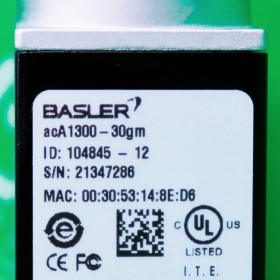 BASLER
acA1300-30gm
ID: 104845 - 12
S/N: 21347286
MAC: 00:30:53:14:8E:D6
C UL US
LISTED
I.T.E.
FC CE